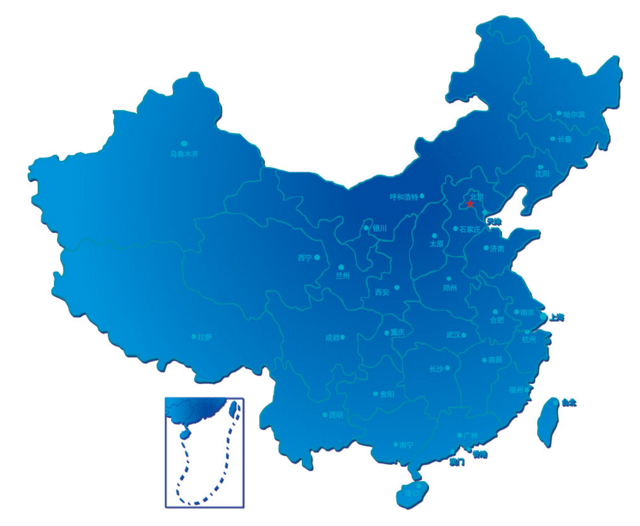 哈尔滨
长春
沈阳
乌鲁木齐
呼和浩特
北京
天津
银川
石家庄
太原
济南
西宁
兰州
西安
郑州
合肥
南京
上海
拉萨
成都
重庆
武汉
杭州
长沙
南昌
贵阳
福州
台北
昆明
南宁
广州
香港
澳门